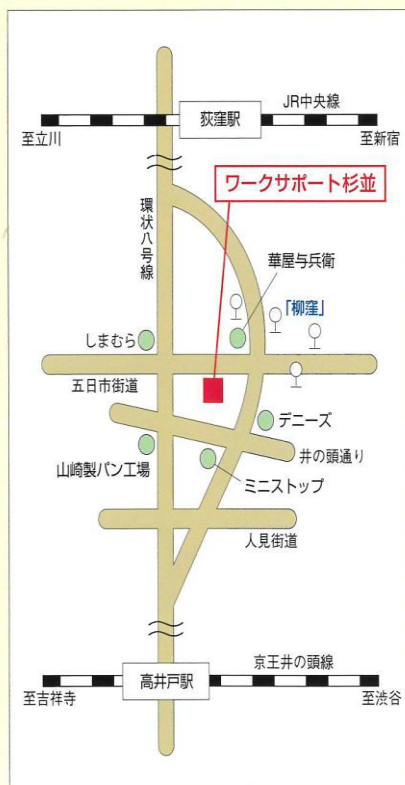 JR中央線
荻窪駅
至立川
至新宿
ワークサポート杉並
環状八号線
華屋与兵衛
「柳窪」
しまむら
五日市街道
デニーズ
井の頭通り
山崎製パン工場
ミニストップ
人見街道
京王井の頭線
高井戸駅
至吉祥寺
至渋谷